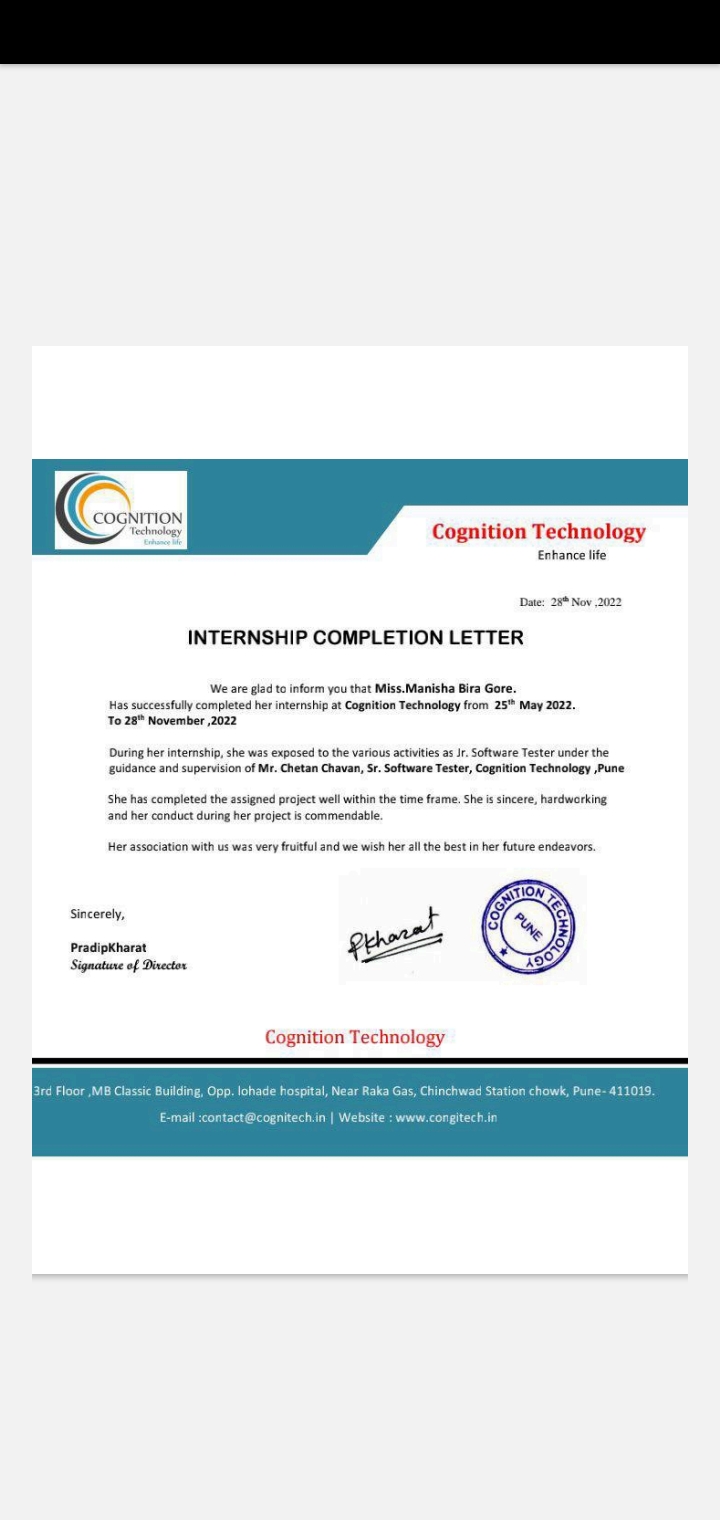 COGNITION
Technology
Enhance life
Cognition Technology
Enhance life
Date: 28th Nov ,2022
INTERNSHIP COMPLETION LETTER
We are glad to inform you that Miss.Manisha Bira Gore.
Has successfully completed her internship at Cognition Technology from 25th May 2022.
To 28th November ,2022
During her internship, she was exposed to the various activities as Jr. Software Tester under the
guidance and supervision of Mr. Chetan Chavan, Sr. Software Tester, Cognition Technology ,Pune
She has completed the assigned project well within the time frame. She is sincere, hardworking
and her conduct during her project is commendable.
Her association with us was very fruitful and we wish her all the best in her future endeavors.
Sincerely,
PradipKharat
Signature of Director
Pkharat
COGNITION TECHNOLOGY
PUNE
Cognition Technology
3rd Floor ,MB Classic Building, Opp. lohade hospital, Near Raka Gas, Chinchwad Station chowk, Pune- 411019.
E-mail :contact@cognitech.in | Website : www.congitech.in